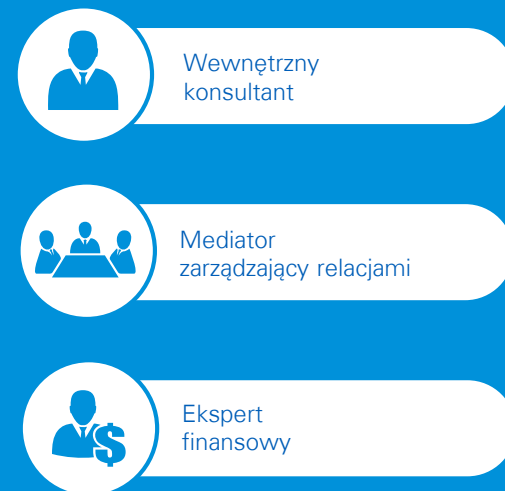 Wewnętrzny
konsultant
Mediator
zarządzający relacjami
Ekspert
finansowy